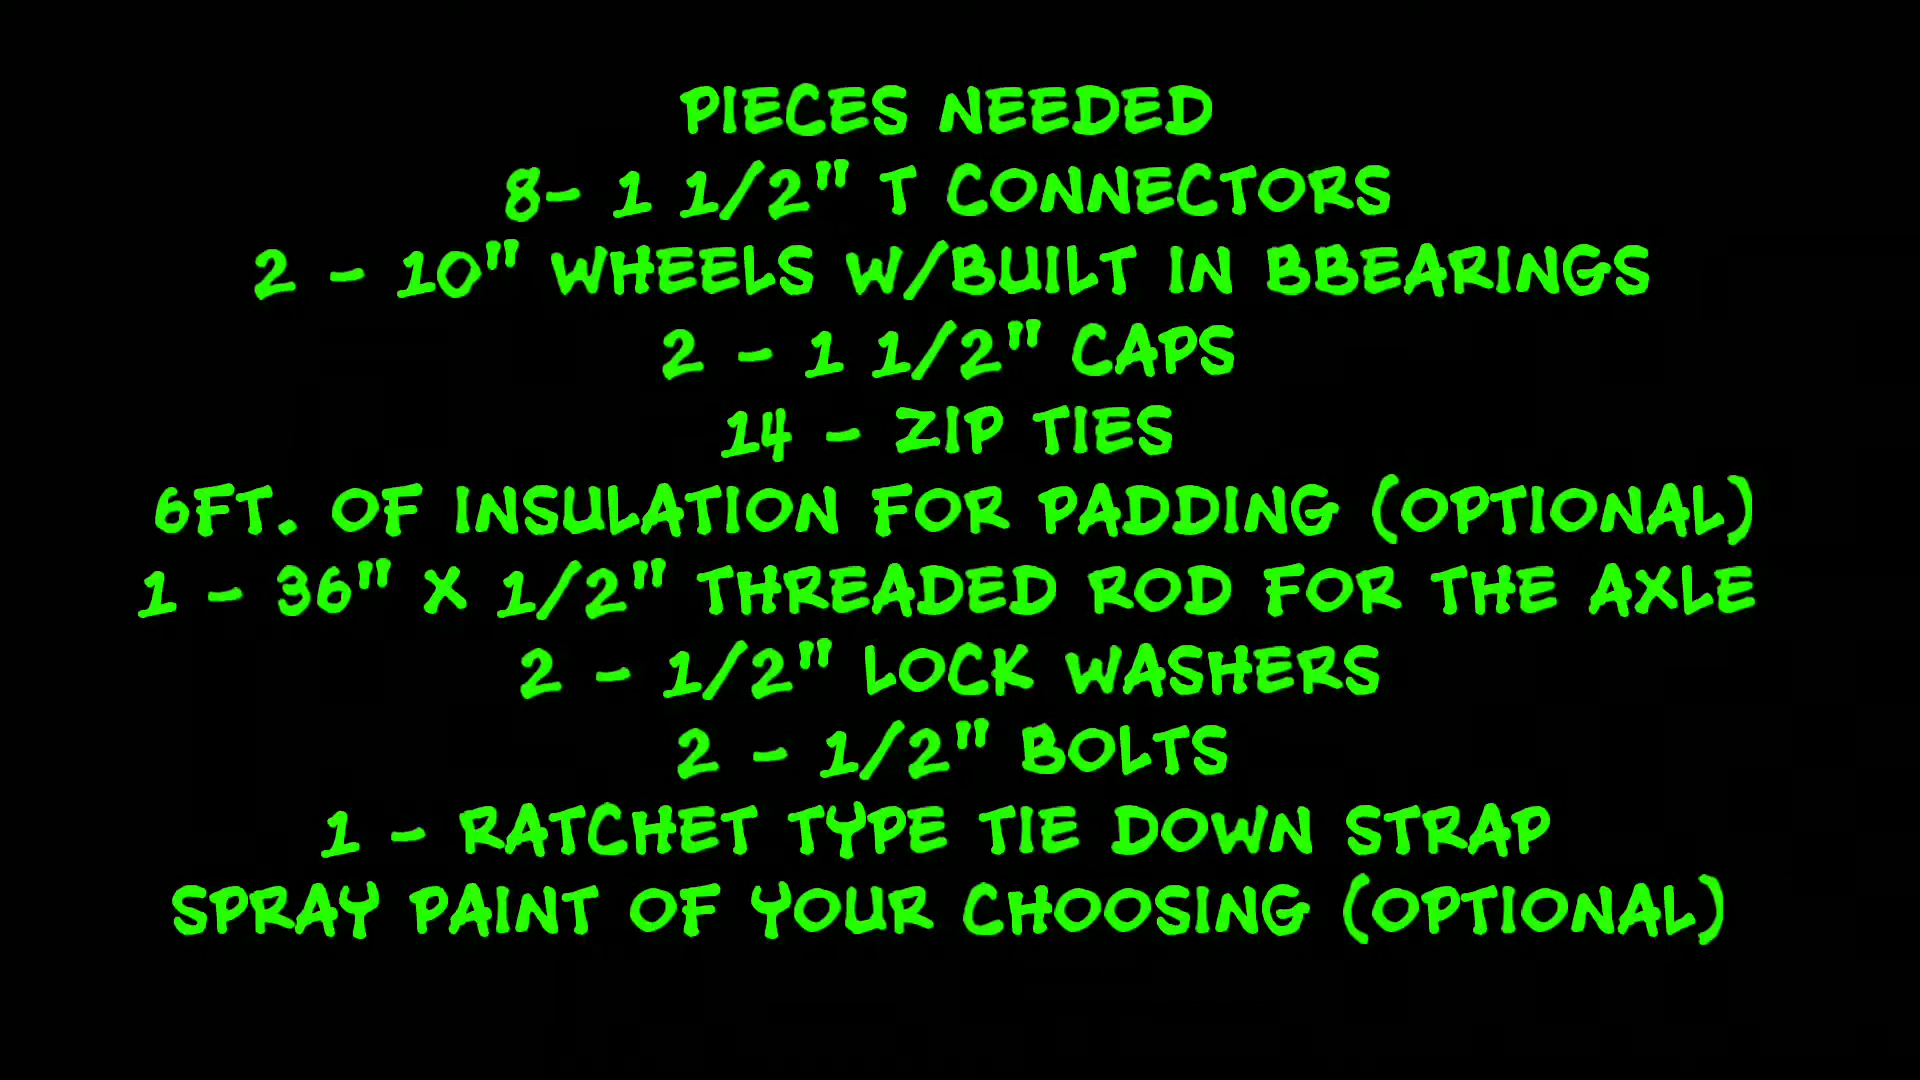 PIECES NEEDED
8- 1 1/2" T CONNECTORS
2 - 10" WHEELS W/BUILT IN BBEARINGS
2 - 1 1/2" CAPS
14 - ZIP TIES
6FT. OF INSULATION FOR PADDING (OPTIONAL)
1 - 36" X 1/2" THREADED ROD FOR THE AXLE
2 - 1/2" LOCK WASHERS
2 - 1/2" BOLTS
1 - RATCHET TYPE TIE DOWN STRAP
SPRAY PAINT OF YOUR CHOOSING (OPTIONAL)